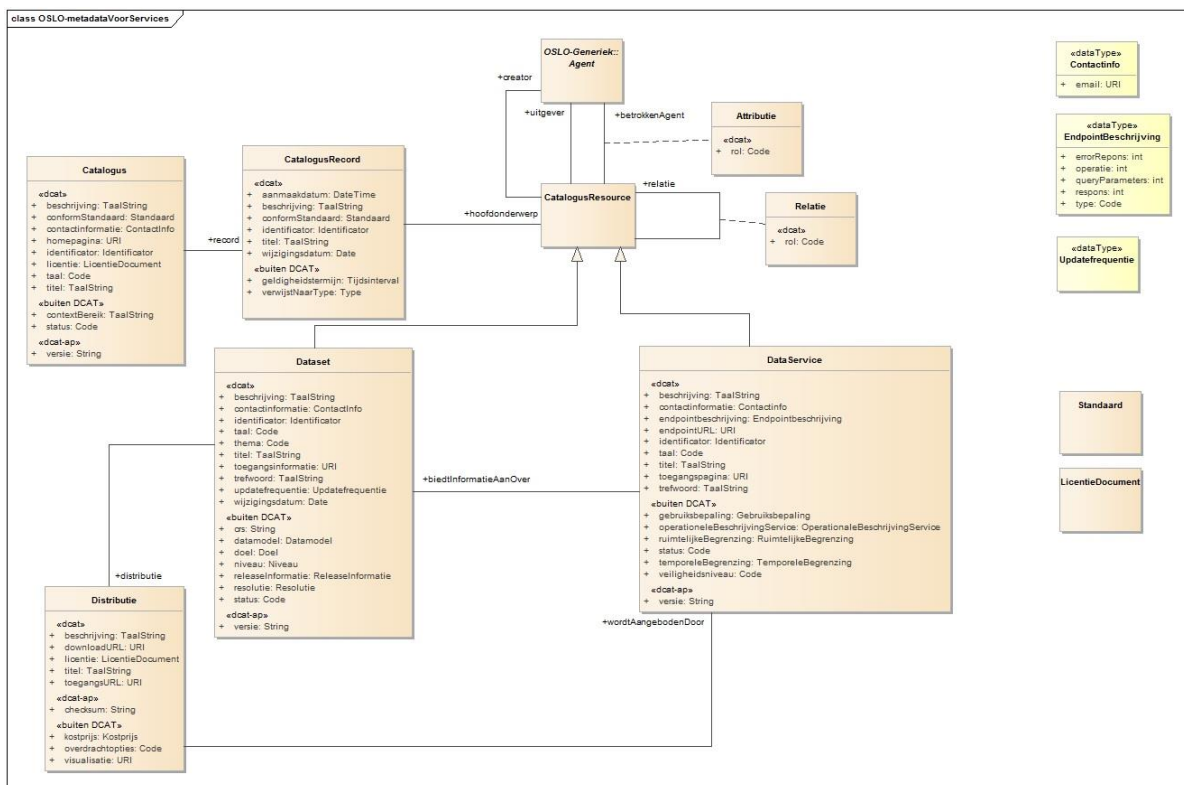 class OSLO-metadataVoorServices
OSLO-Generiek::
Agent
+creator
+uitgever
+betrokkenAgent
Attributie
«dcat»
+ rol: Code
CatalogusResource
+relatie
Relatie
«dcat»
+ rol: Code
+hoofdonderwerp
Catalogus
«dcat»
+ beschrijving: TaalString
+ conformStandaard: Standaard
+ contactinformatie: ContactInfo
+ homepagina: URI
+ identificator: Identificator
+ licentie: LicentieDocument
+ taal: Code
+ titel: TaalString
«buiten DCAT»
+ contextBereik: TaalString
+ status: Code
«dcat-ap»
+ versie: String
+record
CatalogusRecord
«dcat»
+ aanmaakdatum: DateTime
+ beschrijving: TaalString
+ conformStandaard: Standaard
+ identificator: Identificator
+ titel: TaalString
+ wijzigingsdatum: Date
«buiten DCAT»
+ geldigheidstermijn: Tijdsinterval
+ verwijstNaarType: Type
«dataType»
Contactinfo
+ email: URI
«dataType»
EndpointBeschrijving
+ errorRepons: int
+ operatie: int
+ queryParameters: int
+ respons: int
+ type: Code
«dataType»
Updatefrequentie
Dataset
«dcat»
+ beschrijving: TaalString
+ contactinformatie: ContactInfo
+ identificator: Identificator
+ taal: Code
+ thema: Code
+ titel: TaalString
+ toegangsinformatie: URI
+ trefwoord: TaalString
+ updatefrequentie: Updatefrequentie
+ wijzigingsdatum: Date
«buiten DCAT»
+ crs: String
+ datamodel: Datamodel
+ doel: Doel
+ niveau: Niveau
+ releaseInformatie: ReleaseInformatie
+ resolutie: Resolutie
+ status: Code
«dcat-ap»
+ versie: String
+biedtInformatieAanOver
DataService
«dcat»
+ beschrijving: TaalString
+ contactinformatie: Contactinfo
+ endpointbeschrijving: Endpointbeschrijving
+ endpointURL: URI
+ identificator: Identificator
+ taal: Code
+ titel: TaalString
+ toegangspagina: URI
+ trefwoord: TaalString
«buiten DCAT»
+ gebruiksbepaling: Gebruiksbepaling
+ operationeleBeschrijvingService: OperationaleBeschrijvingService
+ ruimtelijkeBegrenzing: RuimtelijkeBegrenzing
+ status: Code
+ temporeleBegrenzing: TemporeleBegrenzing
+ veiligheidsniveau: Code
«dcat-ap»
+ versie: String
Standaard
LicentieDocument
+distributie
+wordtAangebodenDoor
Distributie
«dcat»
+ beschrijving: TaalString
+ downloadURL: URI
+ licentie: LicentieDocument
+ titel: TaalString
+ toegangsURL: URI
«dcat-ap»
+ checksum: String
«buiten DCAT»
+ kostprijs: Kostprijs
+ overdrachtopties: Code
+ visualisatie: URI